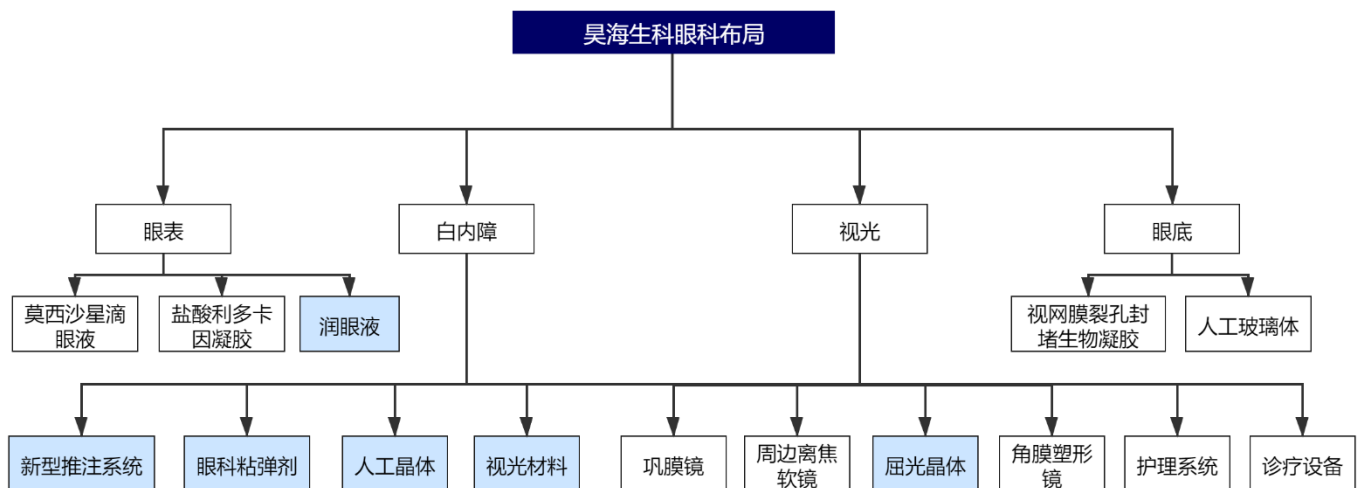 昊海生科眼科布局
眼表
白内障
视光
眼底
莫西沙星滴
眼液
盐酸利多卡
因凝胶
润眼液
视网膜裂孔封
堵生物凝胶
人工玻璃体
新型推注系统
眼科粘弹剂
人工晶体
视光材料
巩膜镜
周边离焦
软镜
屈光晶体
角膜塑形
镜
护理系统
诊疗设备